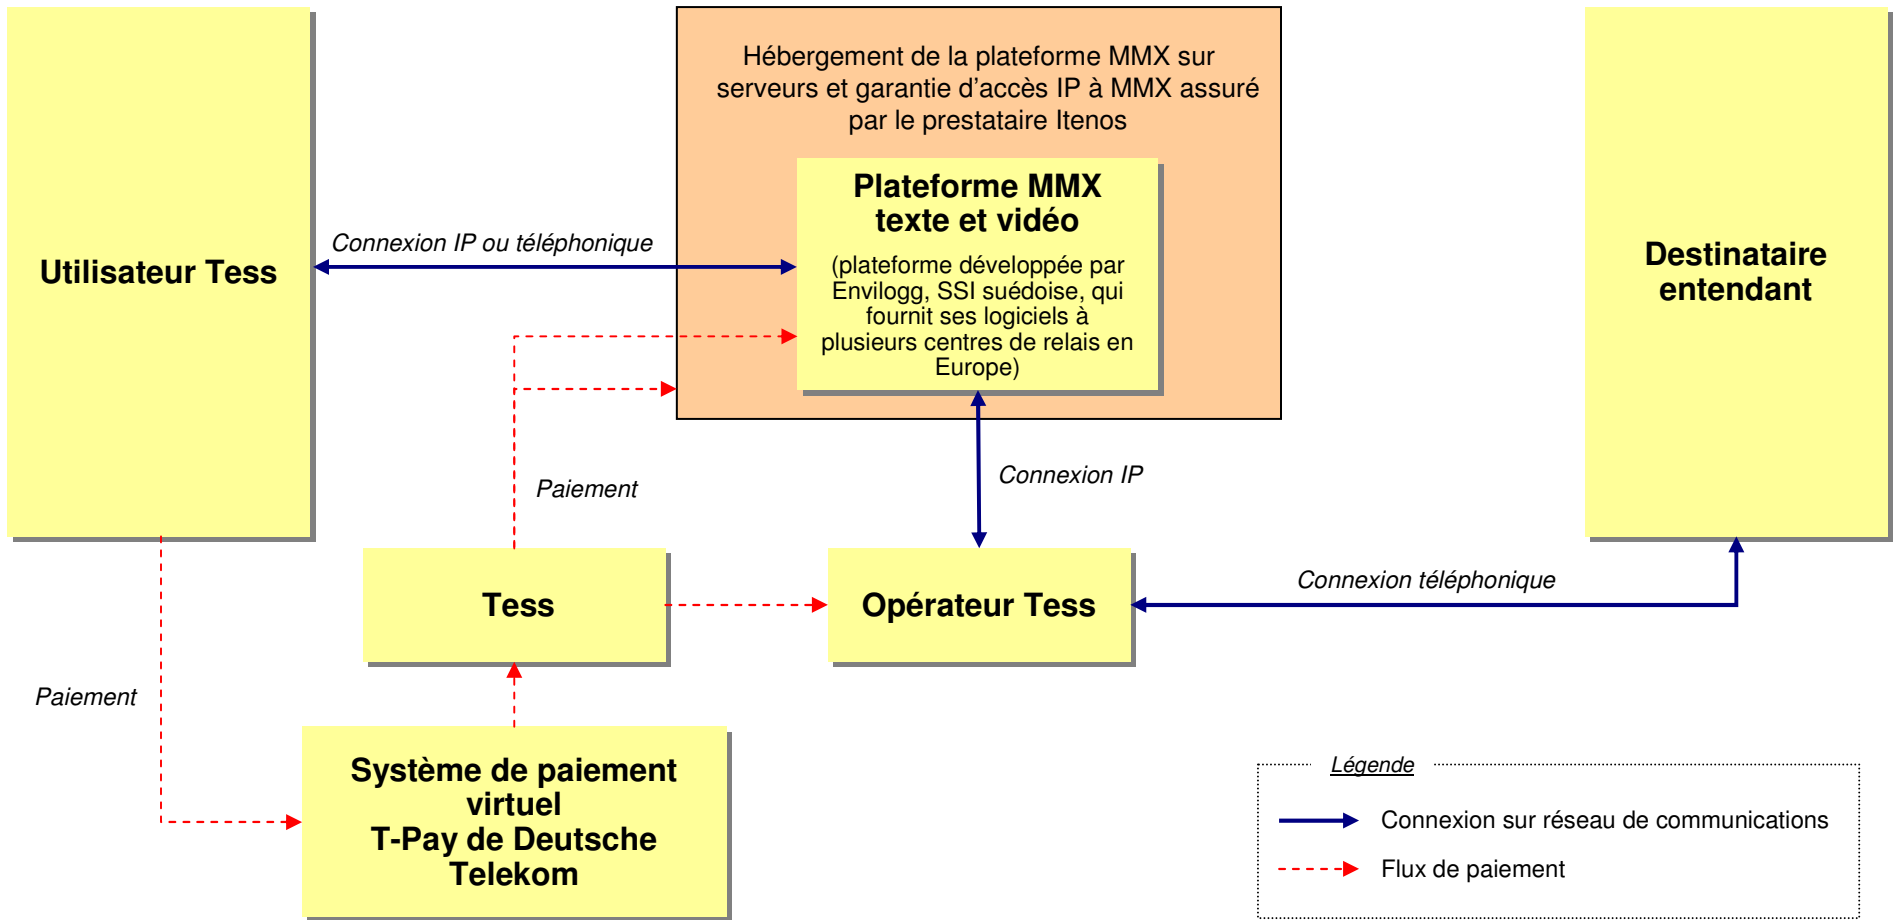 Hébergement de la plateforme MMX sur
serveurs et garantie d'accès IP à MMX assuré
par le prestataire Itenos
Plateforme MMX
texte et vidéo
(plateforme développée par
Envilogg, SSI suédoise, qui
fournit ses logiciels à
plusieurs centres de relais en
Europe)
Utilisateur Tess
Connexion IP ou téléphonique
Destinataire
entendant
Paiement
Connexion IP
Tess
Opérateur Tess
Connexion téléphonique
Paiement
Système de paiement
virtuel
T-Pay de Deutsche
Telekom
Légende
Connexion sur réseau de communications
Flux de paiement